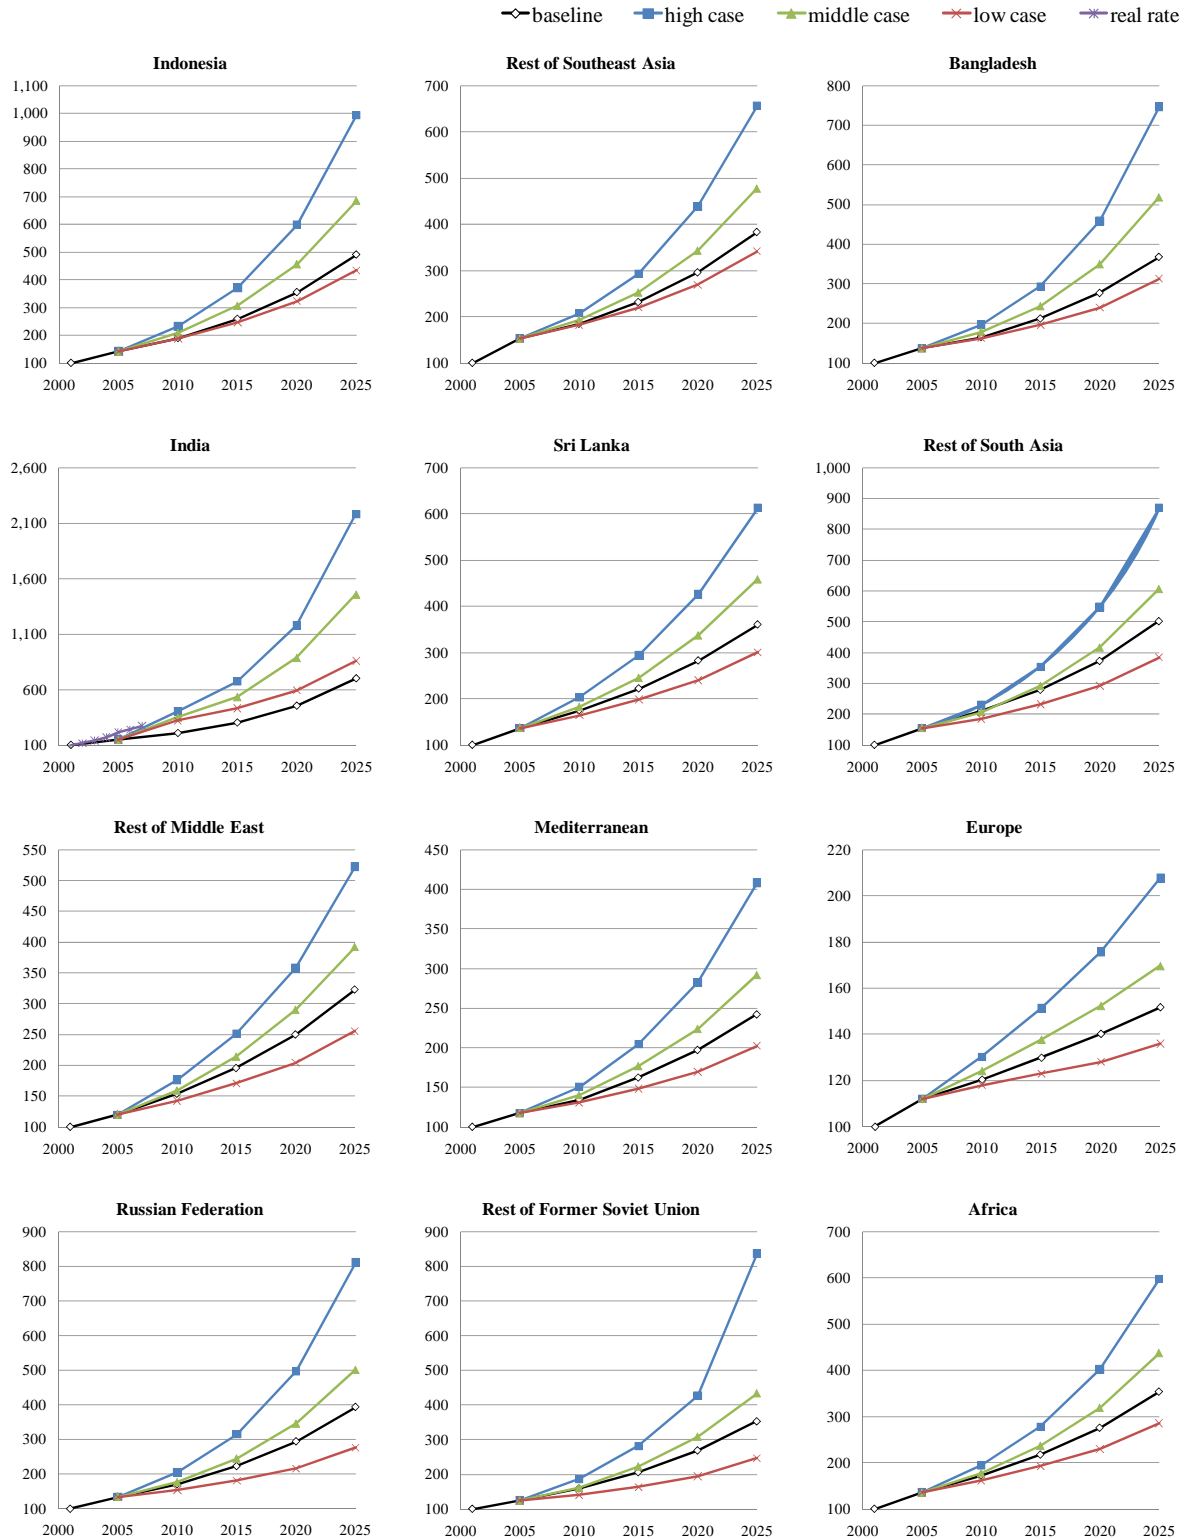 baseline high case middle case low case real rate
Indonesia Rest of Southeast Asia Bangladesh
1,100 700 800
1,000 600 700
900 500 600
800 400 500
700 300 400
600 200 300
500 100 200
400 100
300
200
100
2000 2005 2010 2015 2020 2025 2000 2005 2010 2015 2020 2025 2000 2005 2010 2015 2020 2025
India Sri Lanka Rest of South Asia
2,600 700 1,000
2,100 600 900
1,600 500 800
1,100 400 700
600 300 600
100 200 500
100 400
300
200
100
2000 2005 2010 2015 2020 2025 2000 2005 2010 2015 2020 2025 2000 2005 2010 2015 2020 2025
Rest of Middle East Mediterranean Europe
550 450 220
500 400 200
450 350 180
400 300 160
350 250 140
300 200 120
250 150 100
200 100
150
100
2000 2005 2010 2015 2020 2025 2000 2005 2010 2015 2020 2025 2000 2005 2010 2015 2020 2025
Russian Federation Rest of Former Soviet Union Africa
900 900 700
800 800 600
700 700 500
600 600 400
500 500 300
400 400 200
300 300 100
200 200
100 100
2000 2005 2010 2015 2020 2025 2000 2005 2010 2015 2020 2025 2000 2005 2010 2015 2020 2025